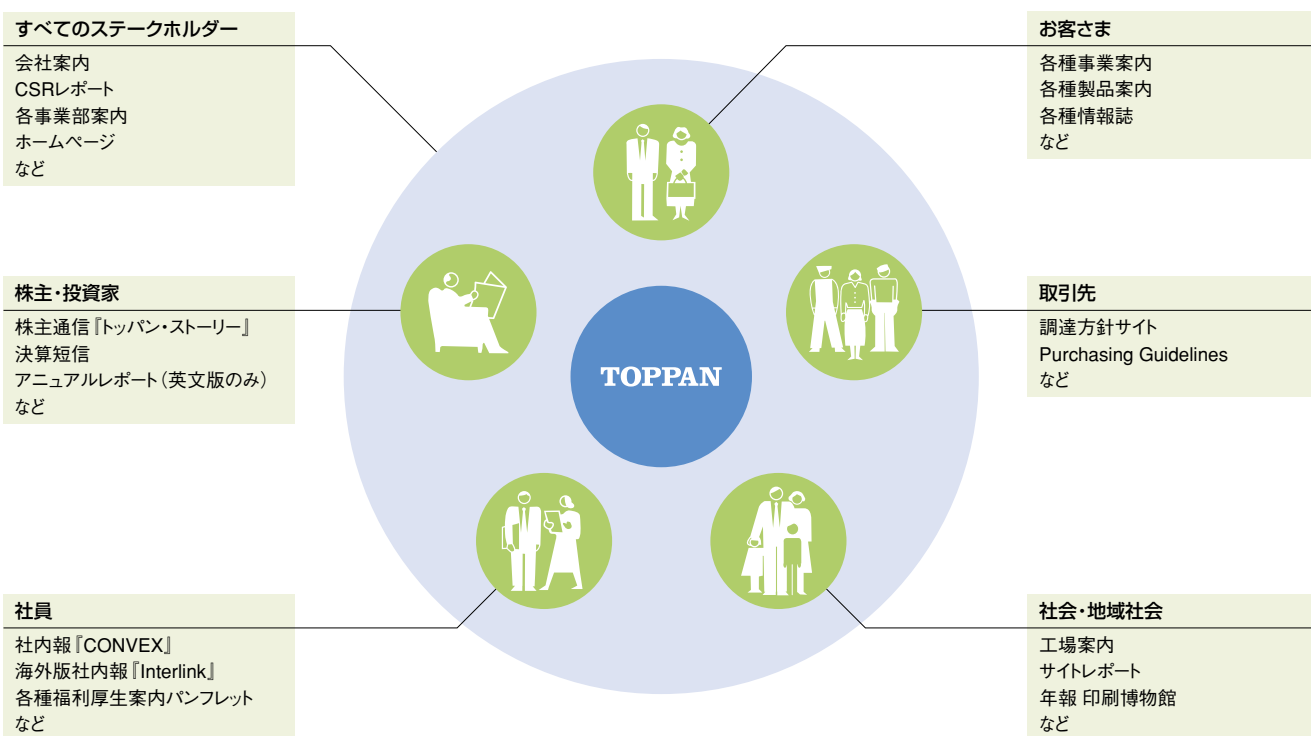 すべてのステークホルダー
会社案内
CSRレポート
各事業部案内
ホームページ
など
お客さま
各種事業案内
各種製品案内
各種情報誌
など
株主・投資家
株主通信『トッパン・ストーリー』
決算短信
アニュアルレポート（英文版のみ）
など
TOPPAN
取引先
調達方針サイト
Purchasing Guidelines
など
社員
社内報『CONVEX』
海外版社内報『Interlink』
各種福利厚生案内パンフレット
など
社会・地域社会
工場案内
サイトレポート
年報 印刷博物館
など